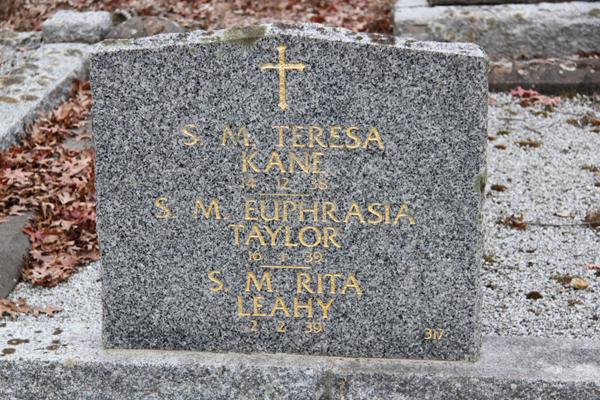 S. M. TERESA
KANE
14 - 12 - 38
S. M. EUPHRASIA
TAYLOR
16 - 1 - 39
S. M. RITA
LEAHY
2 - 2 - 39
317